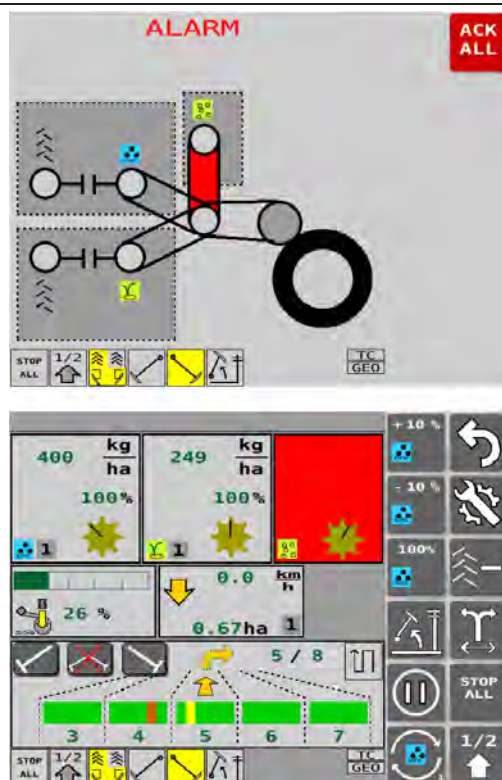 ALARM
ACK
ALL
STOP
ALL
1/2
TC
GEO
+10 %
400 kg
ha
249 kg
ha
100%
100%
1
1
- 10 %
100%
26 %
0.0 km
h
0.67ha 1
5 / 8
STOP
ALL
3 4 5 6 7
STOP
ALL
1/2
TC
GEO
1/2